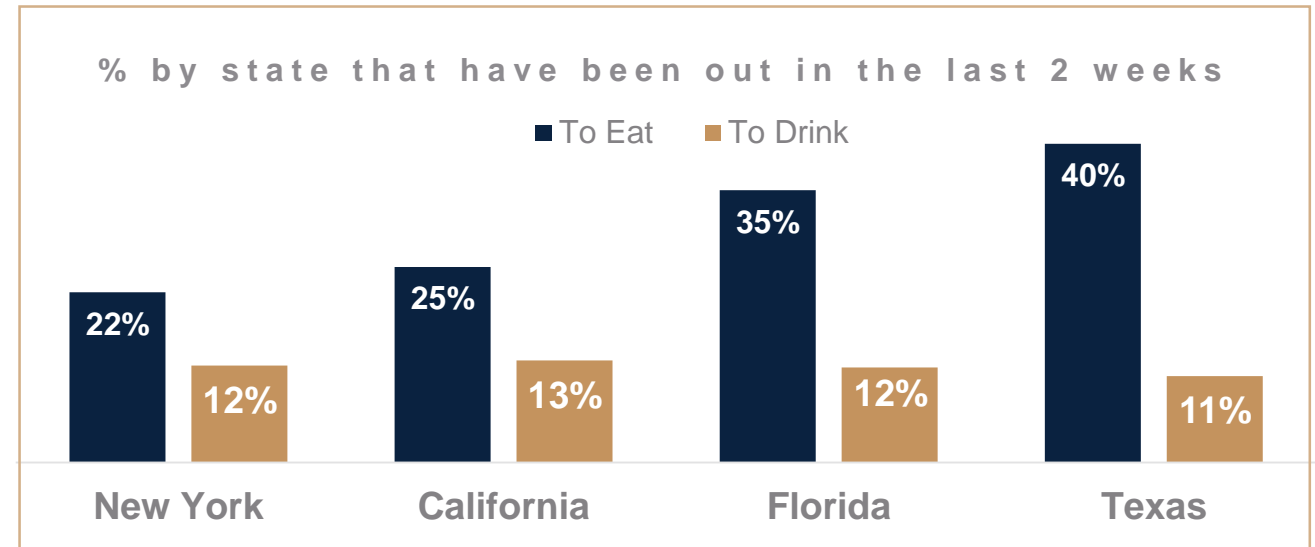 % by state that have been out in the last 2 weeks
To Eat To Drink
22% 12% 25% 13% 35% 12% 40% 11%
New York California Florida Texas